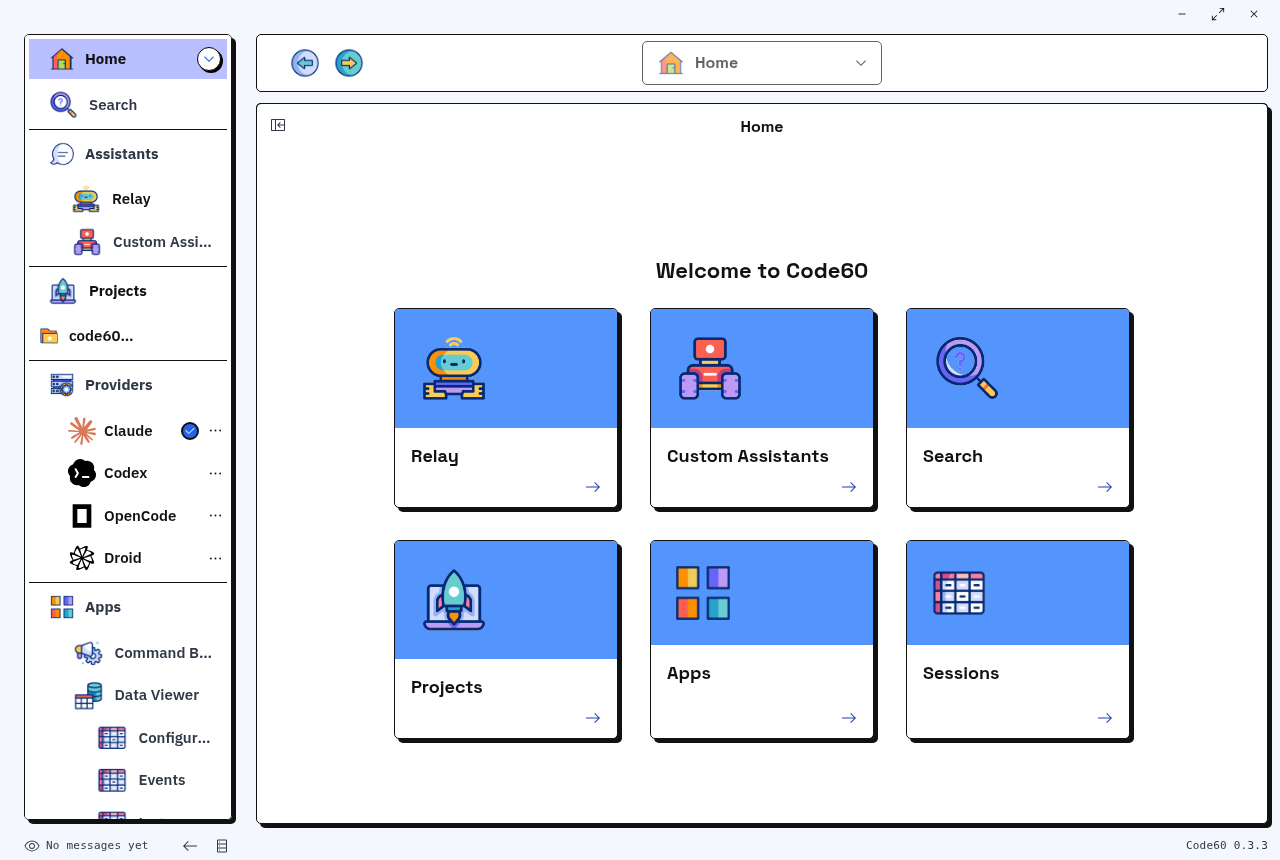 Home
Search
Assistants
Relay
Custom Assi...
Projects
code60...
Providers
Claude
Codex
OpenCode
Droid
Apps
Command B...
Data Viewer
Configur...
Events
No messages yet
Home
Home
Welcome to Code60
Relay
Custom Assistants
Search
Projects
Apps
Sessions
Code60 0.3.3